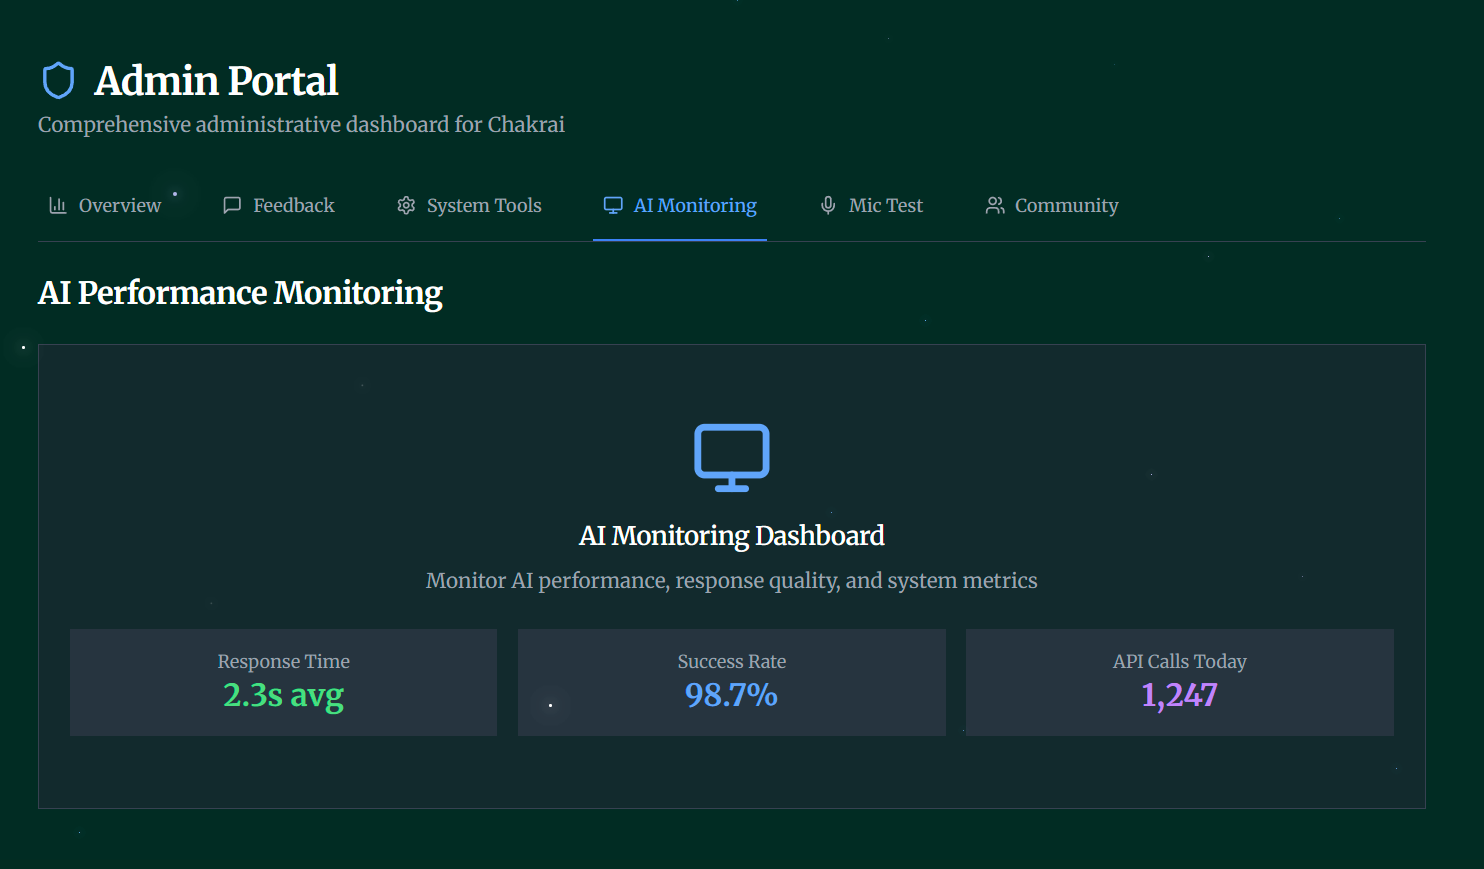 Admin Portal
Comprehensive administrative dashboard for Chakrai
Overview Feedback System Tools AI Monitoring Mic Test Community
AI Performance Monitoring
AI Monitoring Dashboard
Monitor AI performance, response quality, and system metrics
Response Time Success Rate API Calls Today
2.3s avg 98.7% 1,247